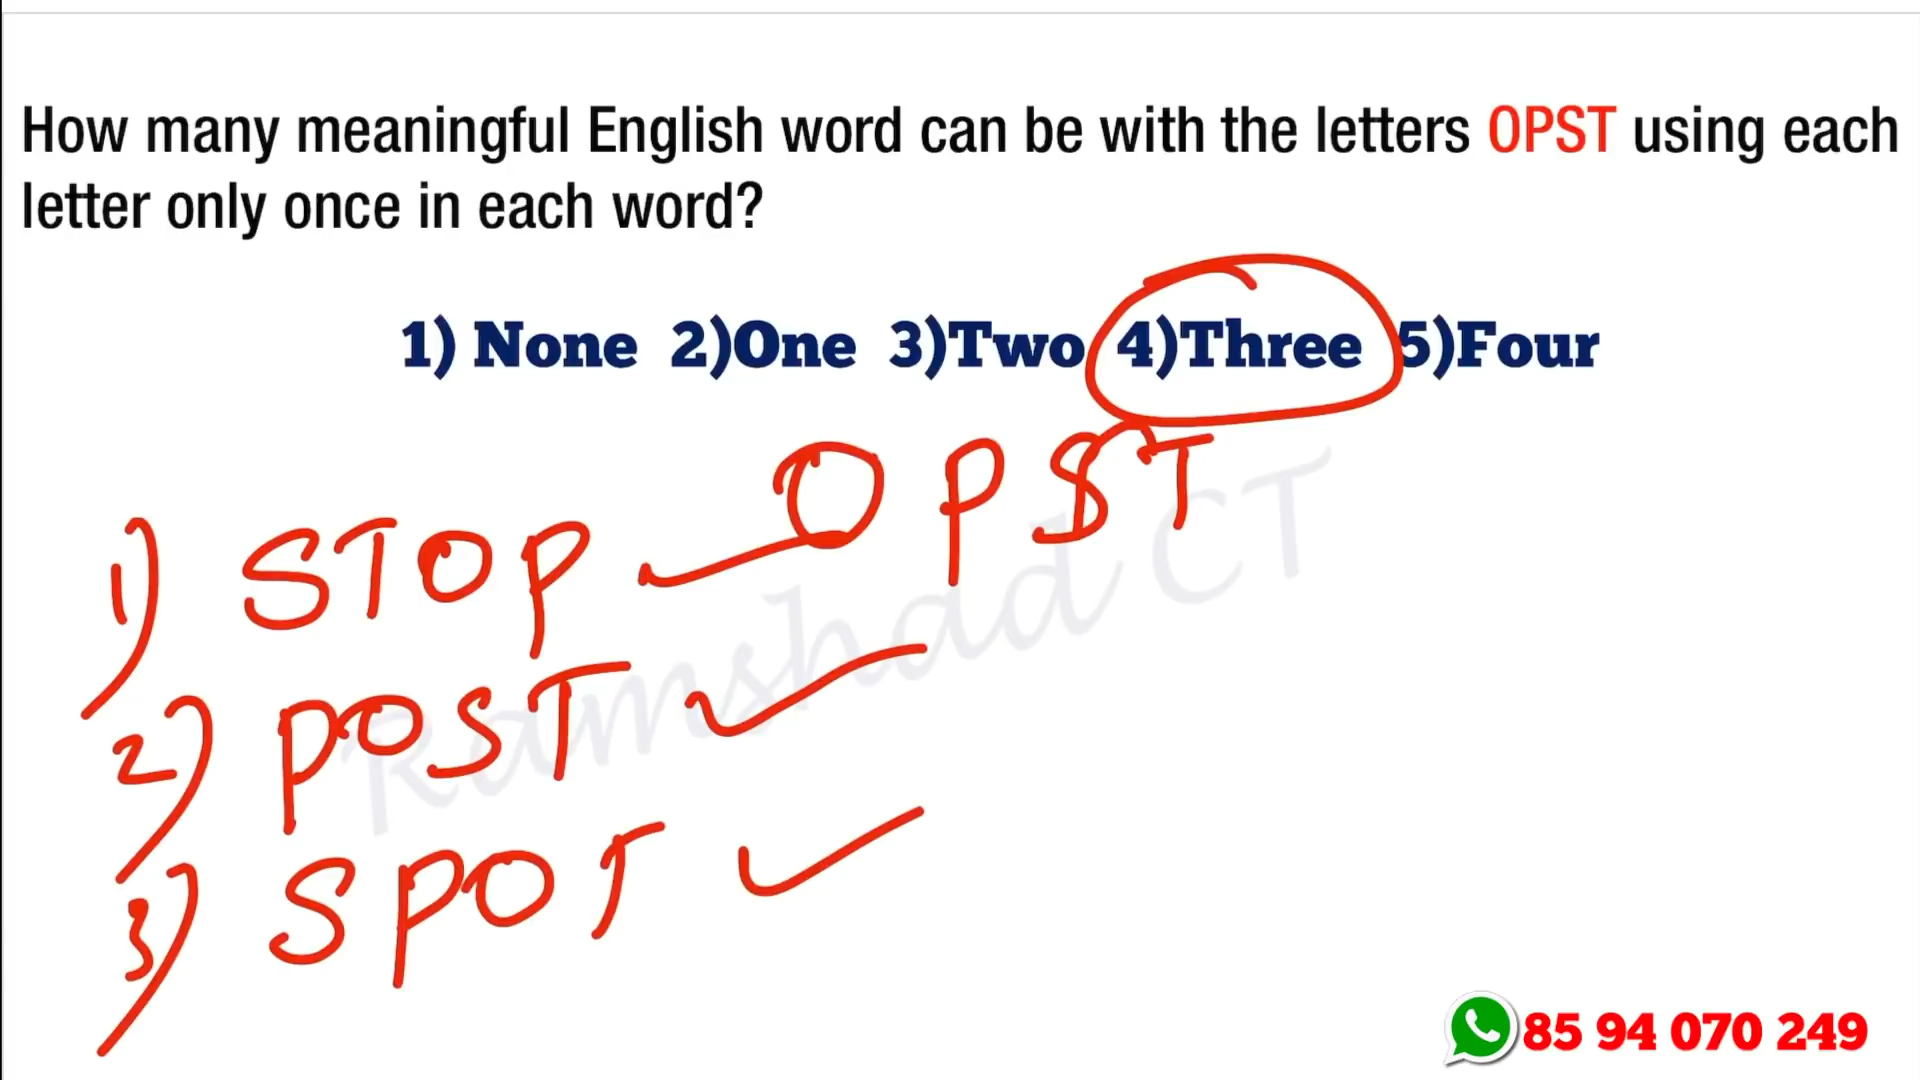 How many meaningful English word can be with the letters OPST using each
letter only once in each word?
1) None 2)One 3)Two 4)Three 5)Four
O P S T
1) STOP
2) POST
3) SPOT
Ramshad CT
85 94 070 249